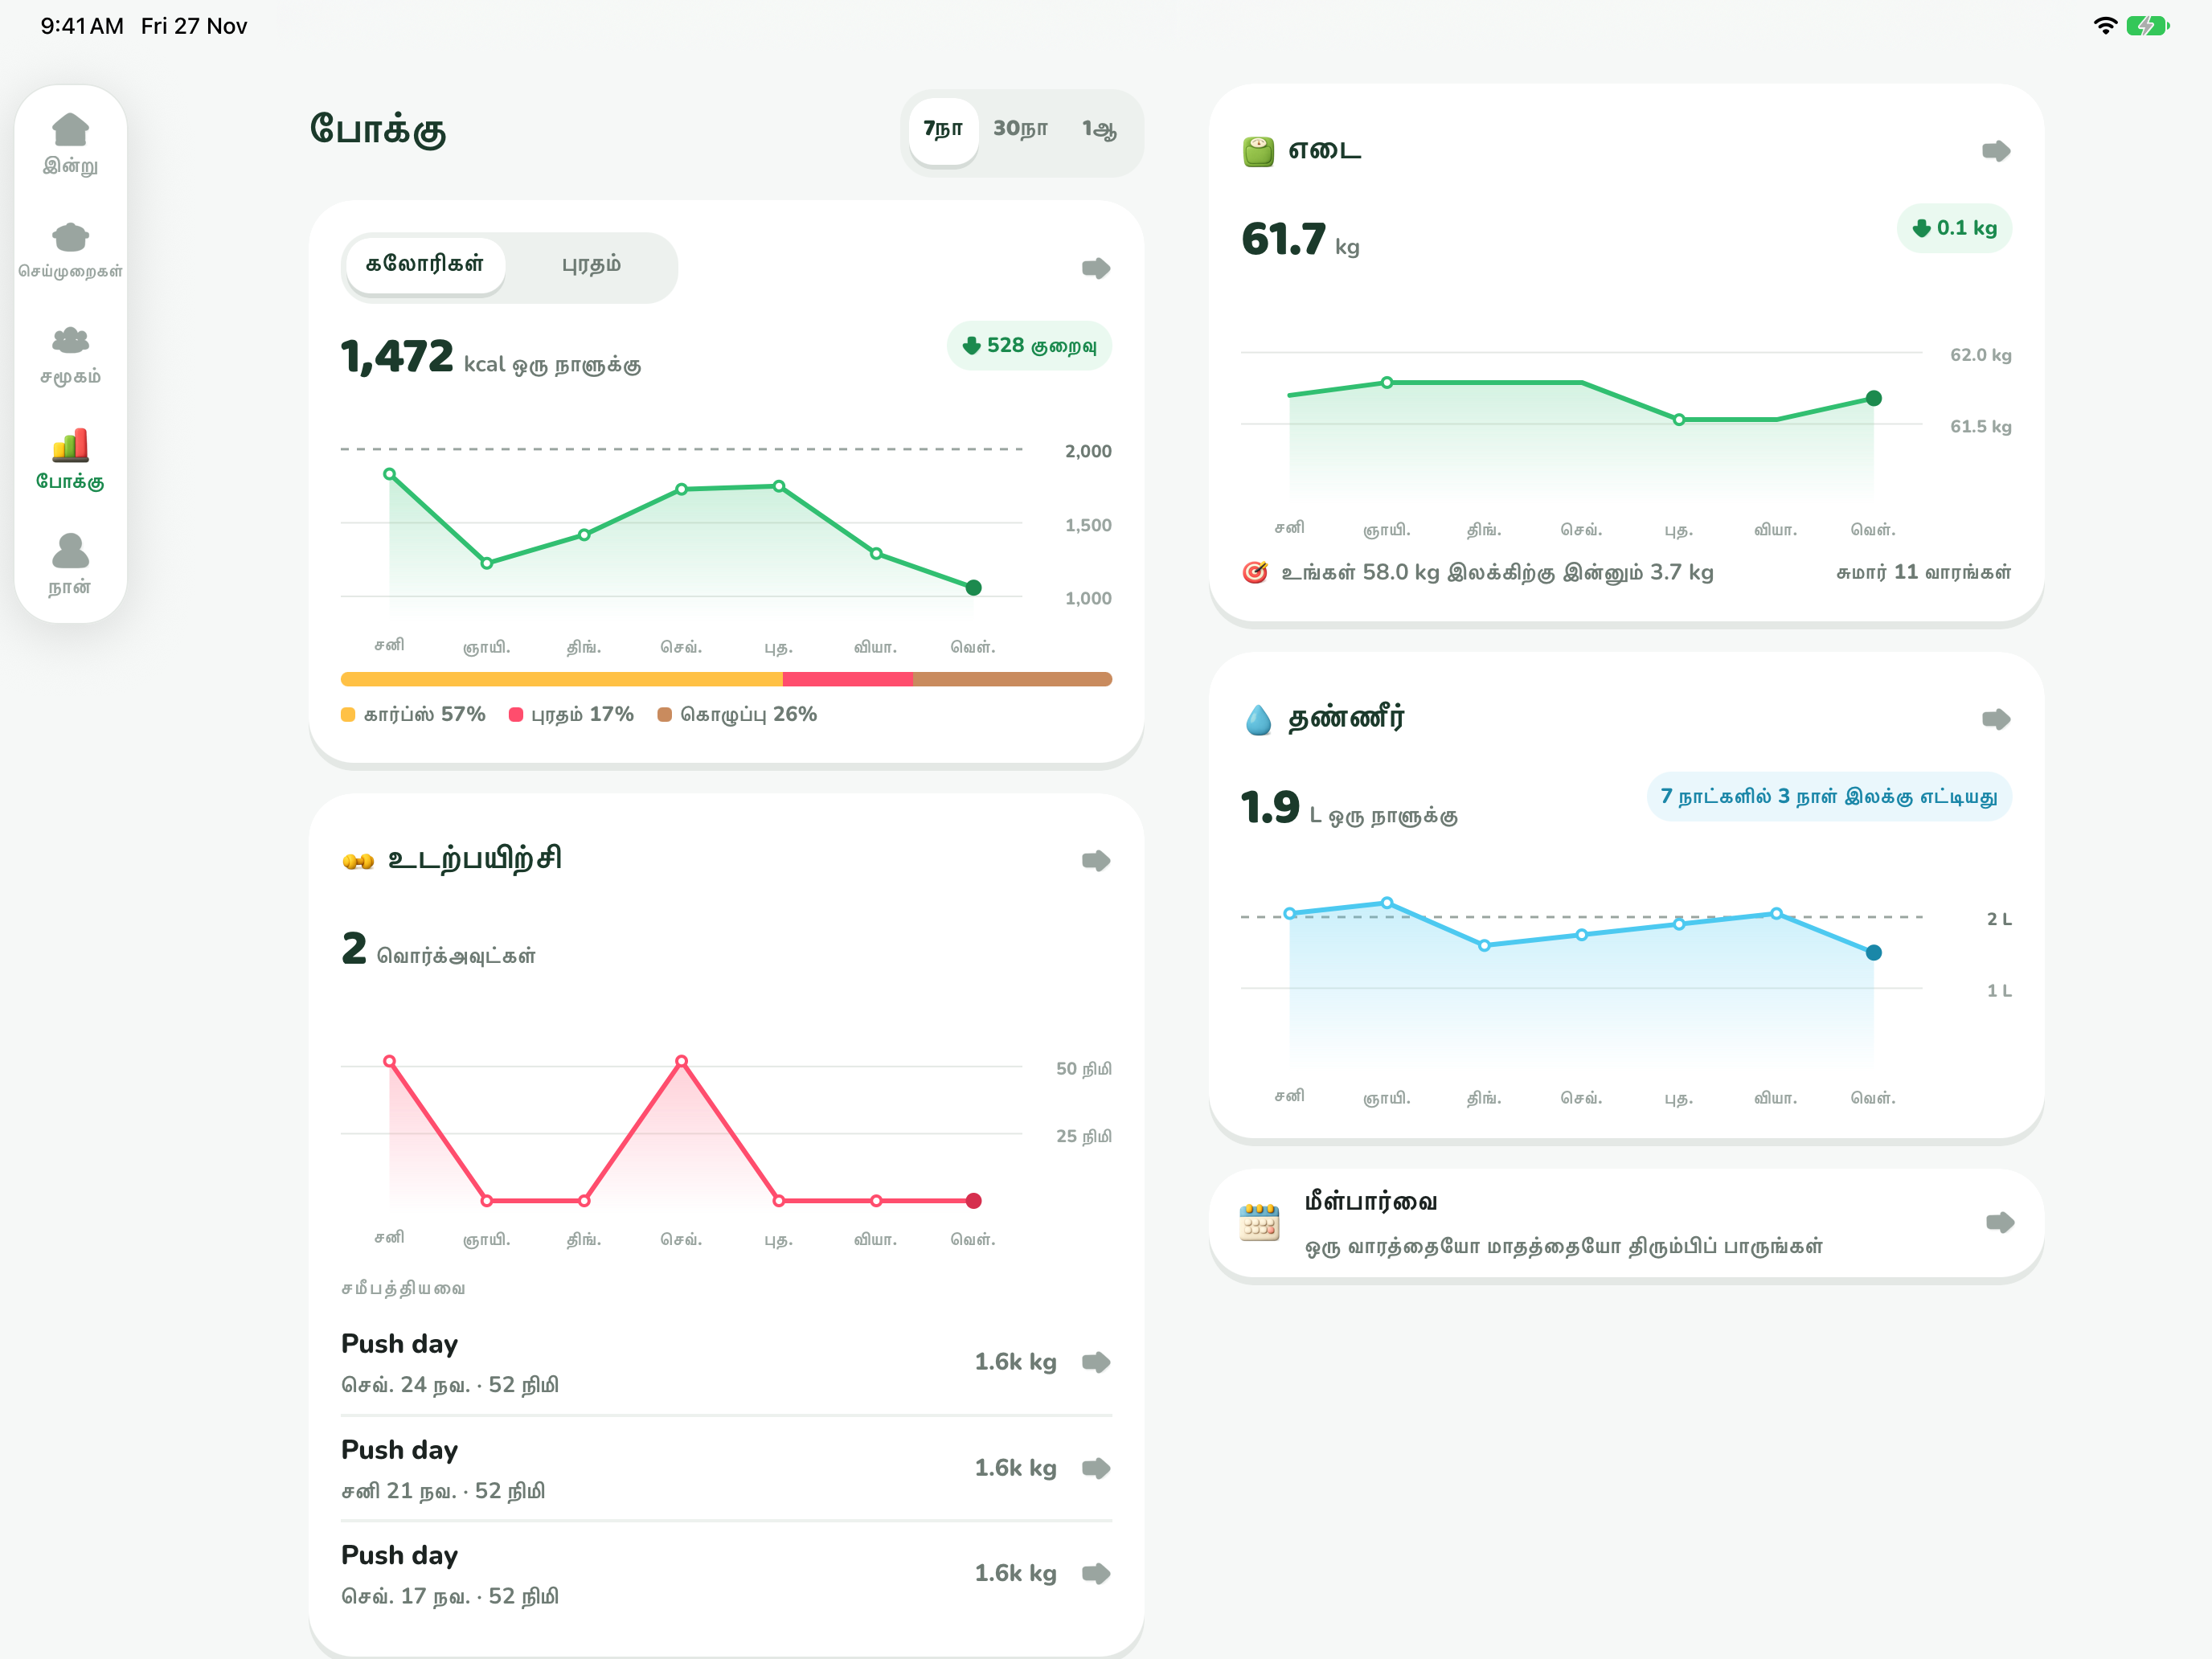 9:41 AM Fri 27 Nov
இன்று
செய்முறைகள்
சமூகம்
போக்கு
நான்
போக்கு
7நா 30நா 1ஆ
கலோரிகள் புரதம்
1,472 kcal ஒரு நாளுக்கு
528 குறைவு
2,000
1,500
1,000
சனி ஞாயி. திங். செவ். புத. வியா. வெள்.
கார்ப்ஸ் 57% புரதம் 17% கொழுப்பு 26%
உடற்பயிற்சி
2 வொர்க்அவுட்கள்
50 நிமி
25 நிமி
சனி ஞாயி. திங். செவ். புத. வியா. வெள்.
சமீபத்தியவை
Push day
செவ். 24 நவ. · 52 நிமி
1.6k kg
Push day
சனி 21 நவ. · 52 நிமி
1.6k kg
Push day
செவ். 17 நவ. · 52 நிமி
1.6k kg
எடை
61.7 kg
0.1 kg
62.0 kg
61.5 kg
சனி ஞாயி. திங். செவ். புத. வியா. வெள்.
உங்கள் 58.0 kg இலக்கிற்கு இன்னும் 3.7 kg
சுமார் 11 வாரங்கள்
தண்ணீர்
1.9 L ஒரு நாளுக்கு
7 நாட்களில் 3 நாள் இலக்கு எட்டியது
2 L
1 L
சனி ஞாயி. திங். செவ். புத. வியா. வெள்.
மீள்பார்வை
ஒரு வாரத்தையோ மாதத்தையோ திரும்பிப் பாருங்கள்